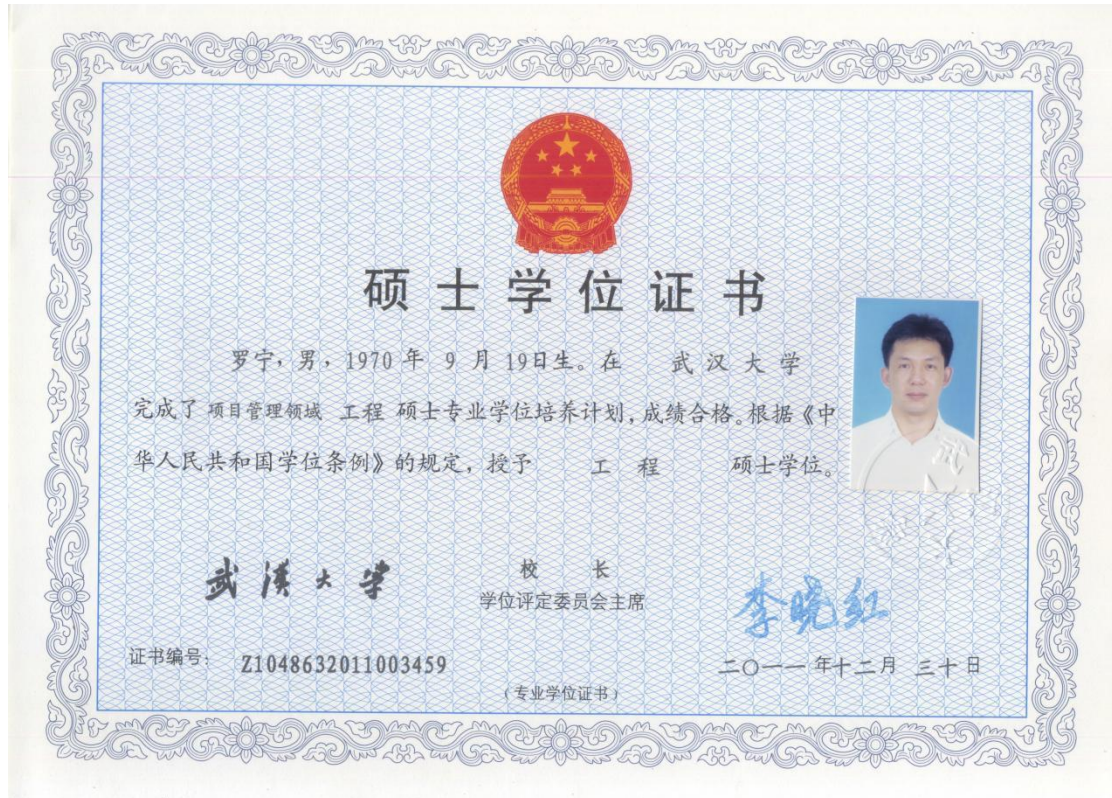 硕士学位证书
罗宁，男，1970 年 9 月 19日生。在 武汉大学
完成了 项目管理领域 工程 硕士专业学位培养计划，成绩合格。根据《中
华人民共和国学位条例》的规定，授予 工程 硕士学位。
武汉大学
校 长
学位评定委员会主席
李晓红
证书编号： Z1048632011003459
二〇一一 年十二月 三十 日
（专业学位证书）
武